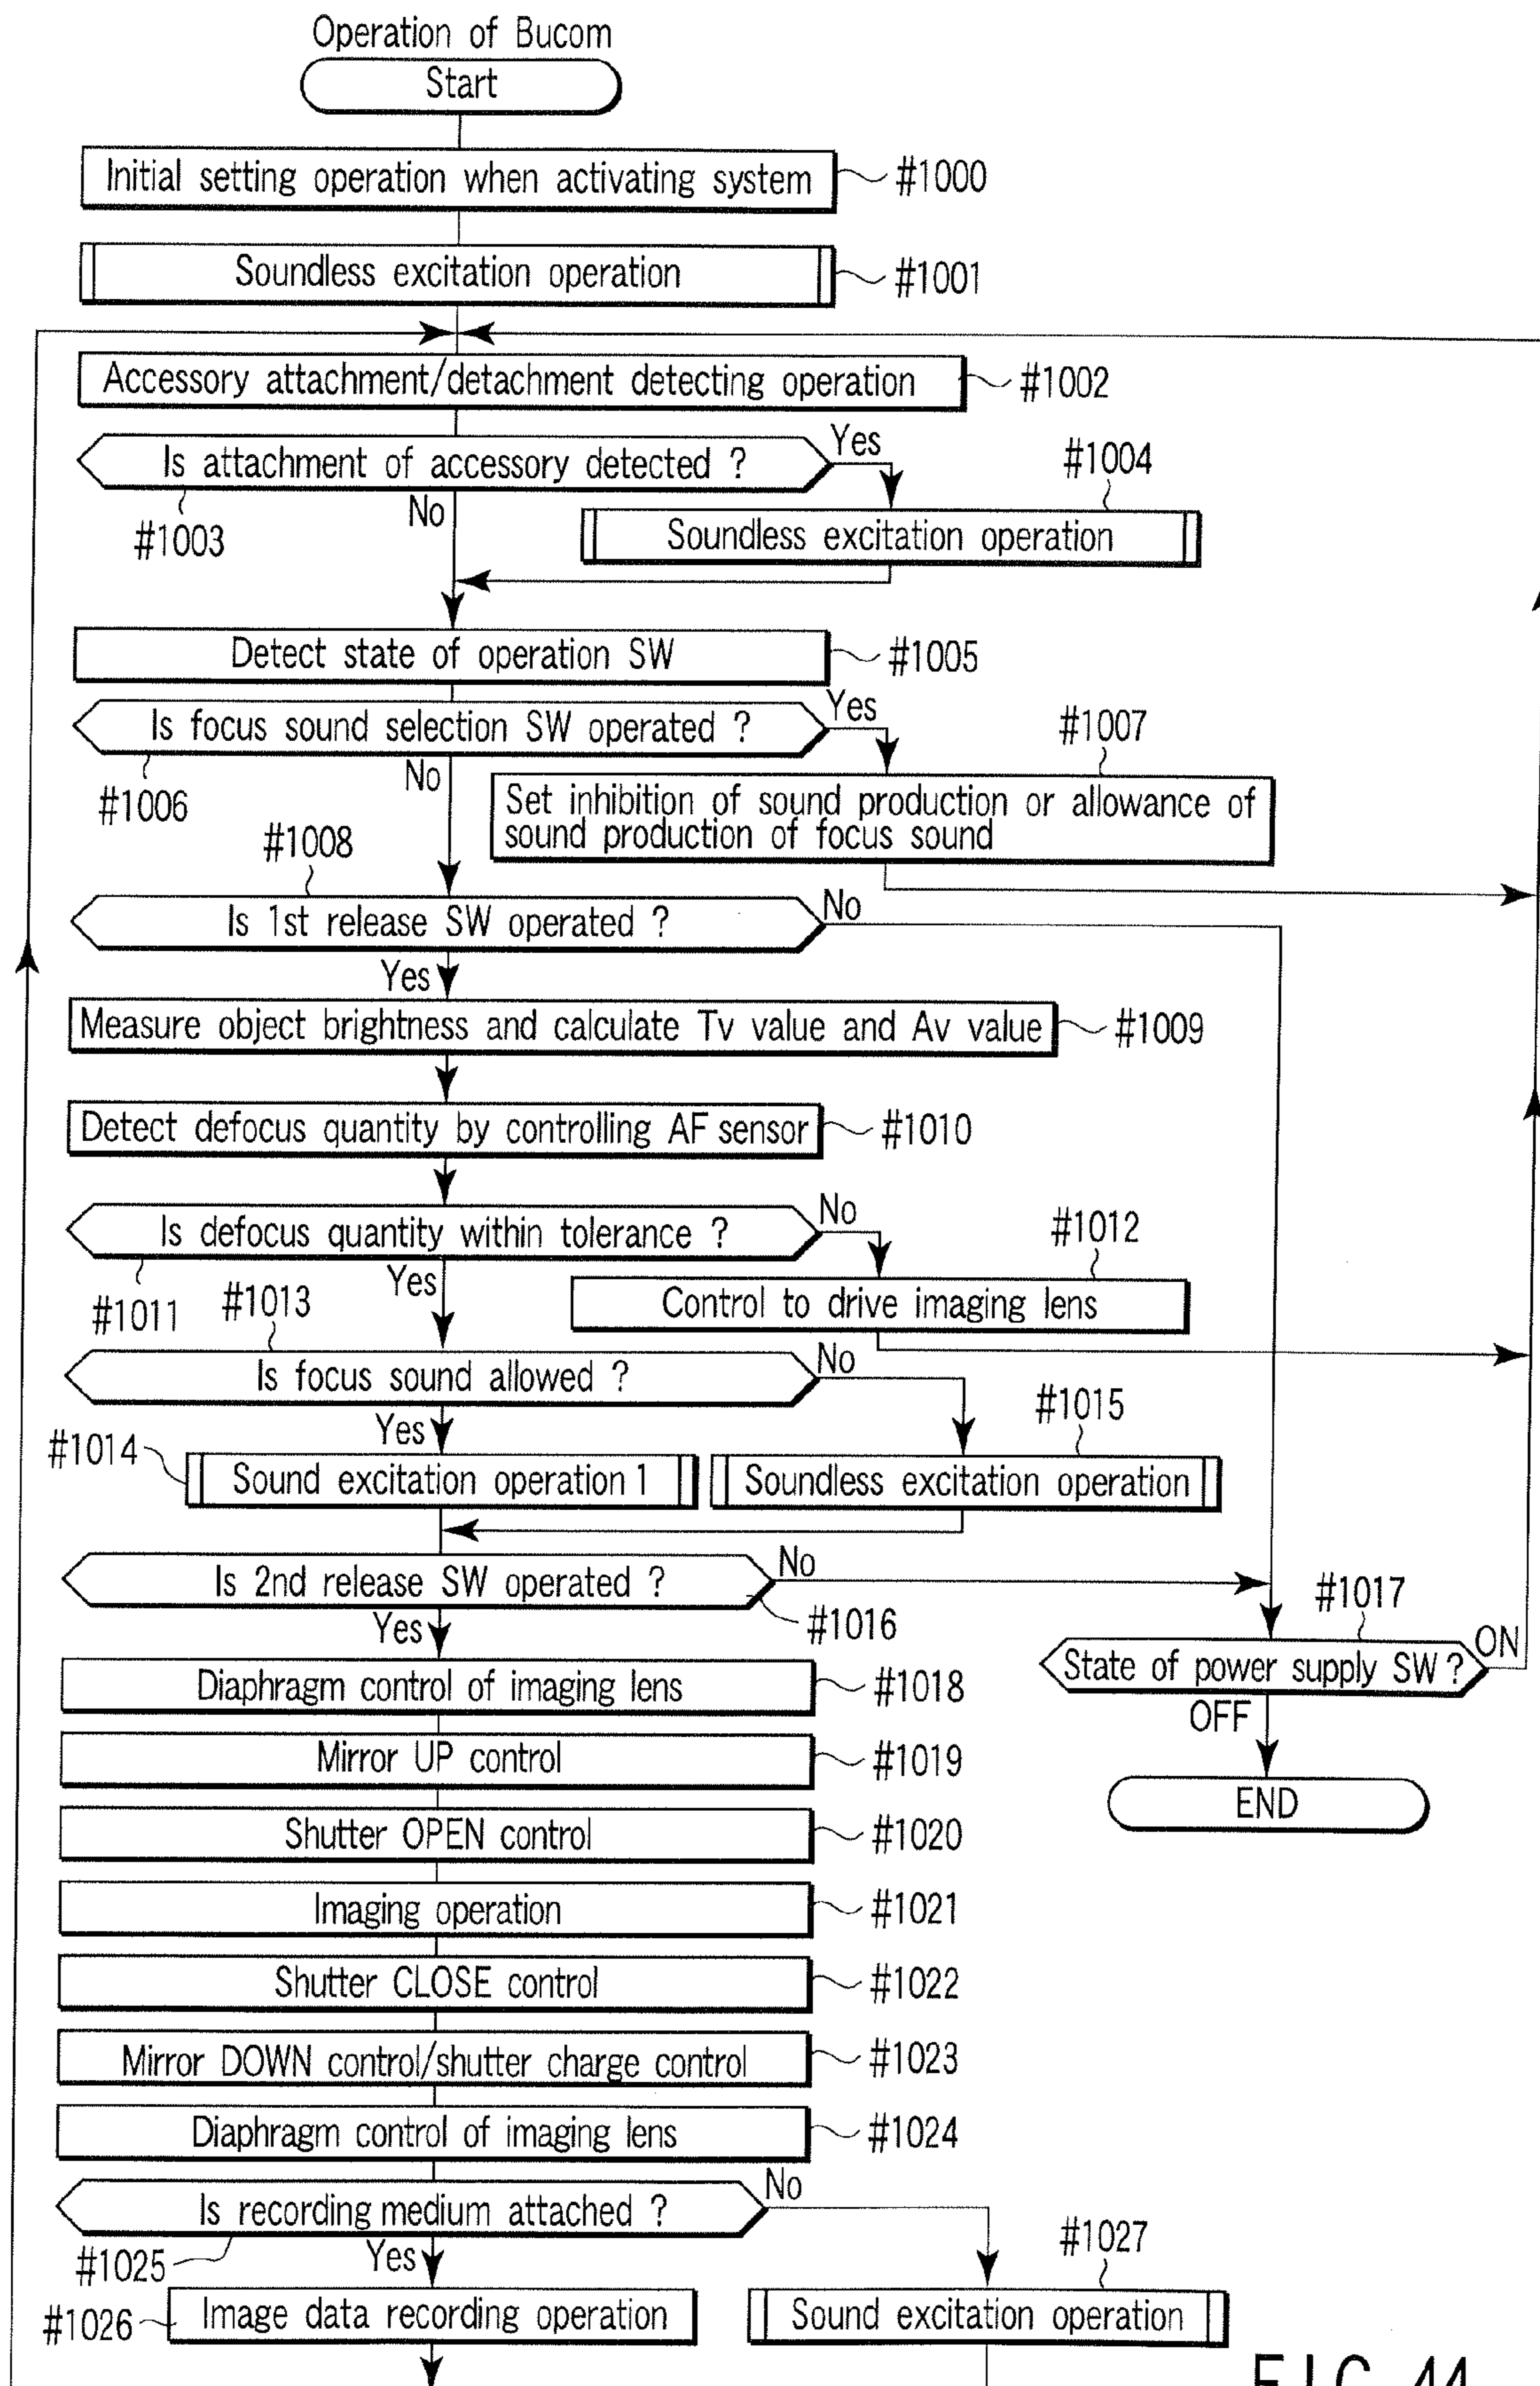 Operation of Bucom
Start
Initial setting operation when activating system
#1000
Soundless excitation operation
#1001
Accessory attachment/detachment detecting operation
#1002
Is attachment of accessory detected ?
Yes
#1004
No
#1003
Soundless excitation operation
Detect state of operation SW
#1005
Is focus sound selection SW operated ?
Yes
#1007
No
#1006
Set inhibition of sound production or allowance of
sound production of focus sound
#1008
Is 1st release SW operated ?
No
Yes
Measure object brightness and calculate Tv value and Av value
#1009
Detect defocus quantity by controlling AF sensor
#1010
Is defocus quantity within tolerance ?
No
#1012
Yes
#1011
#1013
Control to drive imaging lens
Is focus sound allowed ?
No
#1015
Yes
#1014
Sound excitation operation 1
Soundless excitation operation
Is 2nd release SW operated ?
No
#1016
Yes
#1017
State of power supply SW ?
ON
OFF
END
Diaphragm control of imaging lens
#1018
Mirror UP control
#1019
Shutter OPEN control
#1020
Imaging operation
#1021
Shutter CLOSE control
#1022
Mirror DOWN control/shutter charge control
#1023
Diaphragm control of imaging lens
#1024
Is recording medium attached ?
No
#1027
#1025
Yes
#1026
Image data recording operation
Sound excitation operation
FIG. 44